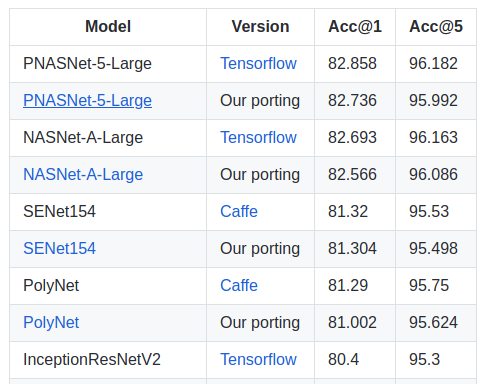 Model Version Acc@1 Acc@5
PNASNet-5-Large Tensorflow 82.858 96.182
PNASNet-5-Large Our porting 82.736 95.992
NASNet-A-Large Tensorflow 82.693 96.163
NASNet-A-Large Our porting 82.566 96.086
SENet154 Caffe 81.32 95.53
SENet154 Our porting 81.304 95.498
PolyNet Caffe 81.29 95.75
PolyNet Our porting 81.002 95.624
InceptionResNetV2 Tensorflow 80.4 95.3